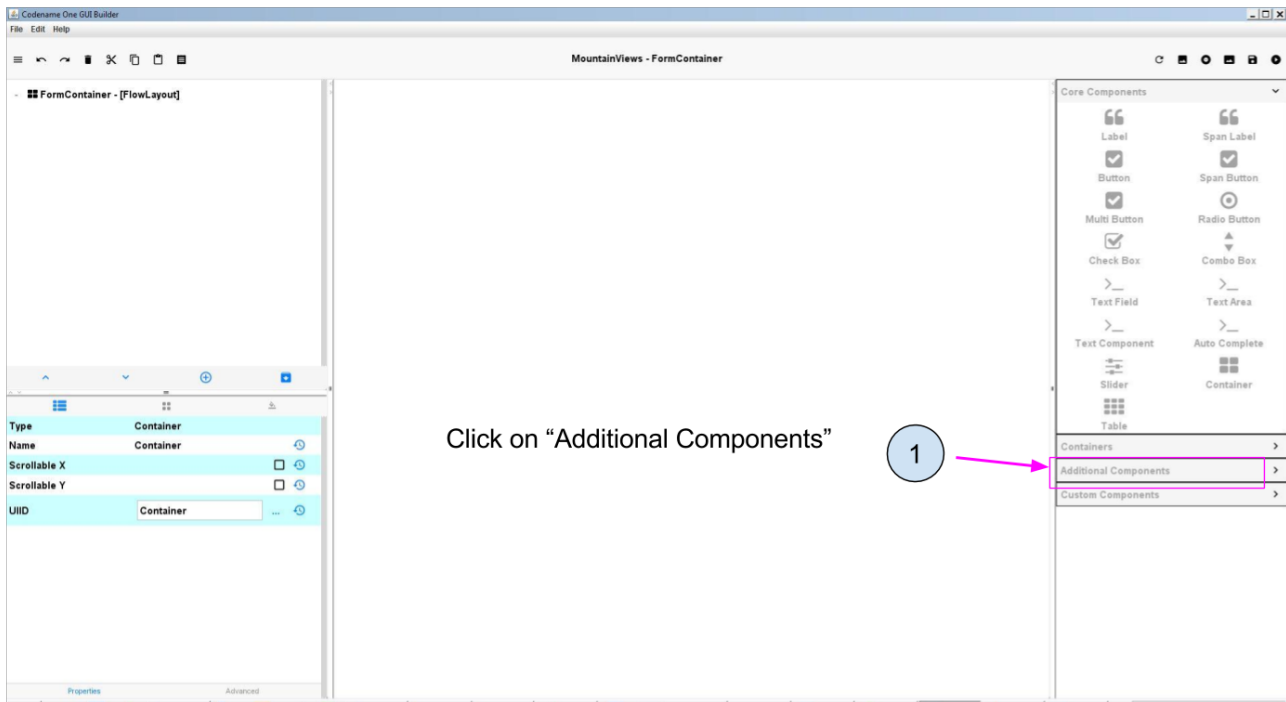 Codename One GUI Builder
File Edit Help
MountainViews - FormContainer
FormContainer - [FlowLayout]
Type Container
Name Container
Scrollable X
Scrollable Y
UIID Container ...
Properties Advanced
Click on “Additional Components”
1
Core Components
Label Span Label
Button Span Button
Multi Button Radio Button
Check Box Combo Box
Text Field Text Area
Text Component Auto Complete
Slider Container
Table
Containers
Additional Components
Custom Components